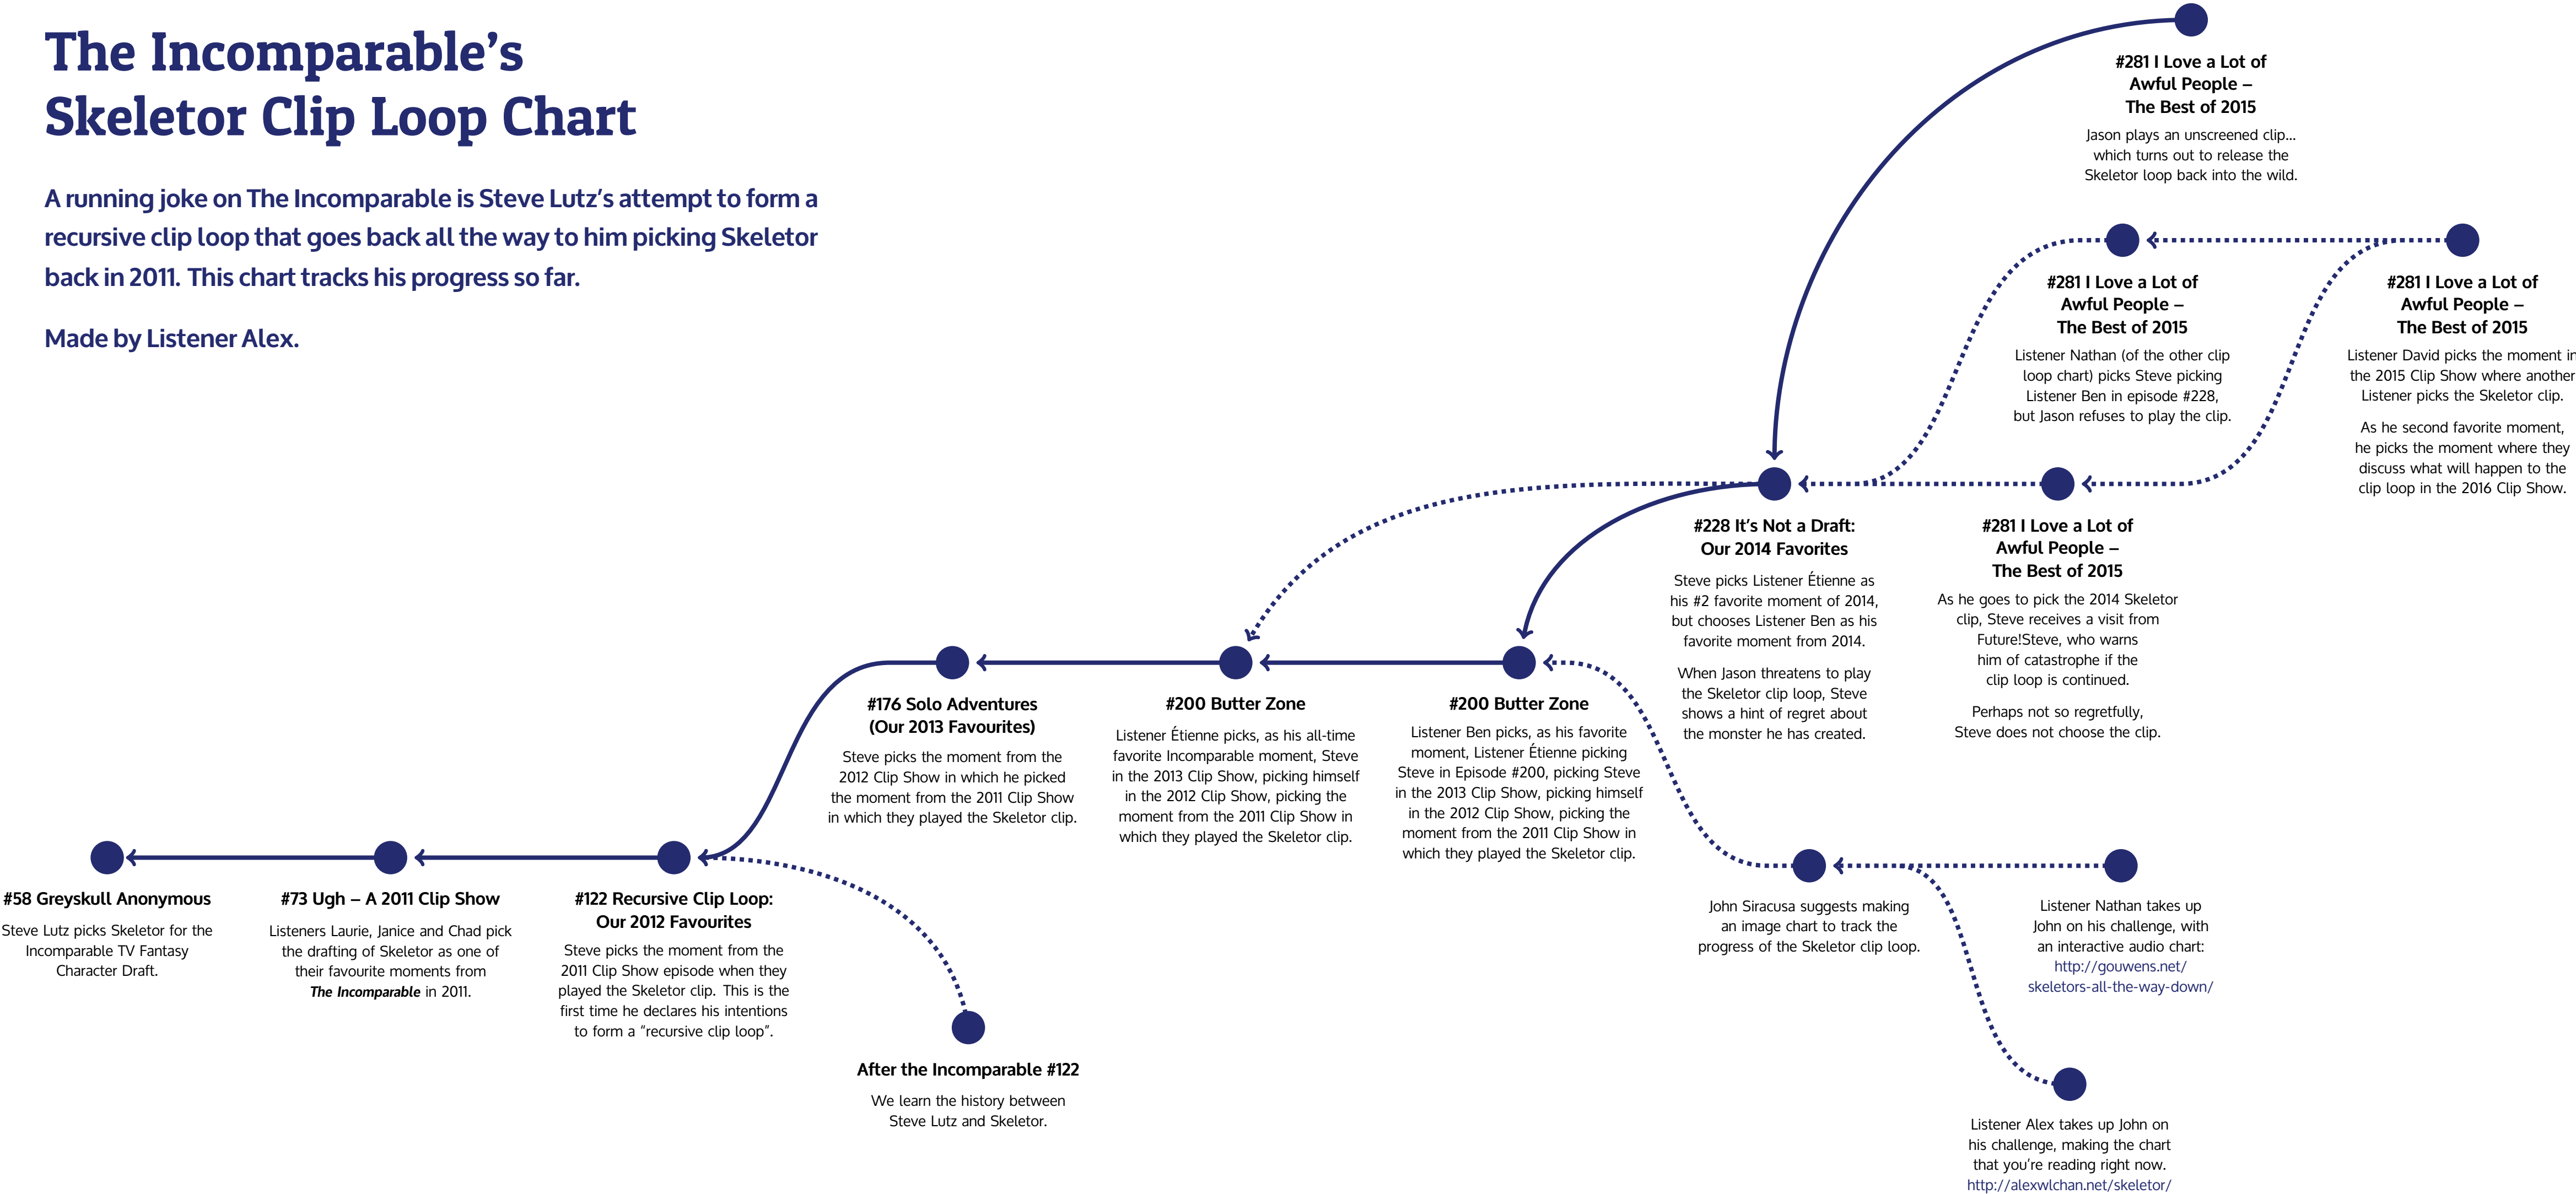 The Incomparable’s
Skeletor Clip Loop Chart
A running joke on The Incomparable is Steve Lutz’s attempt to form a
recursive clip loop that goes back all the way to him picking Skeletor
back in 2011. This chart tracks his progress so far.
Made by Listener Alex.
#281 I Love a Lot of
Awful People –
The Best of 2015
Jason plays an unscreened clip...
which turns out to release the
Skeletor loop back into the wild.
#281 I Love a Lot of
Awful People –
The Best of 2015
Listener Nathan (of the other clip
loop chart) picks Steve picking
Listener Ben in episode #228,
but Jason refuses to play the clip.
#281 I Love a Lot of
Awful People –
The Best of 2015
Listener David picks the moment in
the 2015 Clip Show where another
Listener picks the Skeletor clip.
As he second favorite moment,
he picks the moment where they
discuss what will happen to the
clip loop in the 2016 Clip Show.
#228 It’s Not a Draft:
Our 2014 Favorites
Steve picks Listener Étienne as
his #2 favorite moment of 2014,
but chooses Listener Ben as his
favorite moment from 2014.
When Jason threatens to play
the Skeletor clip loop, Steve
shows a hint of regret about
the monster he has created.
#281 I Love a Lot of
Awful People –
The Best of 2015
As he goes to pick the 2014 Skeletor
clip, Steve receives a visit from
Future!Steve, who warns
him of catastrophe if the
clip loop is continued.
Perhaps not so regretfully,
Steve does not choose the clip.
#176 Solo Adventures
(Our 2013 Favourites)
Steve picks the moment from the
2012 Clip Show in which he picked
the moment from the 2011 Clip Show
in which they played the Skeletor clip.
#200 Butter Zone
Listener Étienne picks, as his all-time
favorite Incomparable moment, Steve
in the 2013 Clip Show, picking himself
in the 2012 Clip Show, picking the
moment from the 2011 Clip Show in
which they played the Skeletor clip.
#200 Butter Zone
Listener Ben picks, as his favorite
moment, Listener Étienne picking
Steve in Episode #200, picking Steve
in the 2013 Clip Show, picking himself
in the 2012 Clip Show, picking the
moment from the 2011 Clip Show in
which they played the Skeletor clip.
#58 Greyskull Anonymous
Steve Lutz picks Skeletor for the
Incomparable TV Fantasy
Character Draft.
#73 Ugh – A 2011 Clip Show
Listeners Laurie, Janice and Chad pick
the drafting of Skeletor as one of
their favourite moments from
The Incomparable in 2011.
#122 Recursive Clip Loop:
Our 2012 Favourites
Steve picks the moment from the
2011 Clip Show episode when they
played the Skeletor clip. This is the
first time he declares his intentions
to form a “recursive clip loop”.
After the Incomparable #122
We learn the history between
Steve Lutz and Skeletor.
John Siracusa suggests making
an image chart to track the
progress of the Skeletor clip loop.
Listener Nathan takes up
John on his challenge, with
an interactive audio chart:
http://gouwens.net/
skeletors-all-the-way-down/
Listener Alex takes up John on
his challenge, making the chart
that you’re reading right now.
http://alexwlchan.net/skeletor/